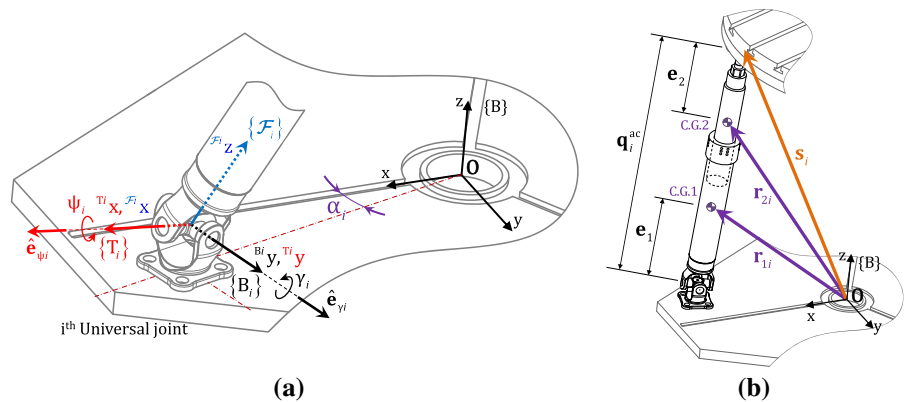 z {B}
ℱi z {ℱi}
x O
αi
y
ψi Ti x, ℱi x
êψi {Ti}
Bi y, Ti y
{Bi} γi
êγi
ith Universal joint
(a)
e2
C.G.2
qiac
si
C.G.1
r2i
e1
r1i
z {B}
O
x
y
(b)